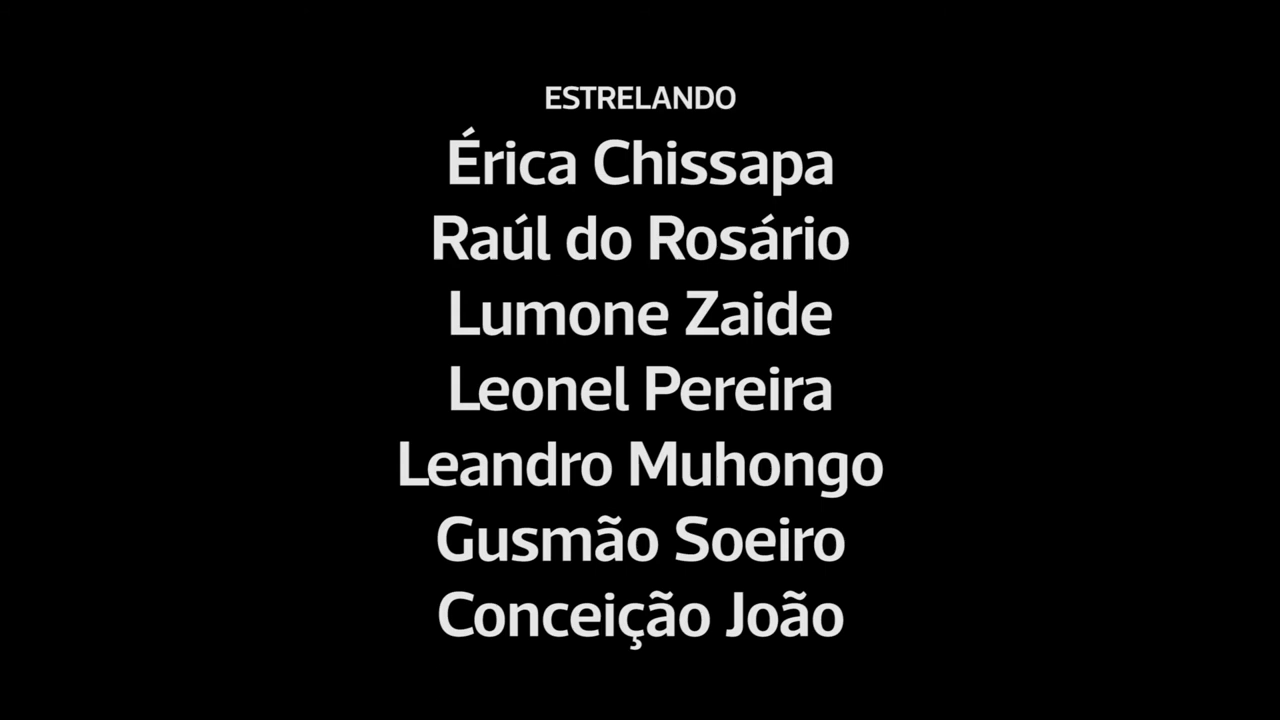 ESTRELANDO
Érica Chissapa
Raúl do Rosário
Lumone Zaide
Leonel Pereira
Leandro Muhongo
Gusmão Soeiro
Conceição João